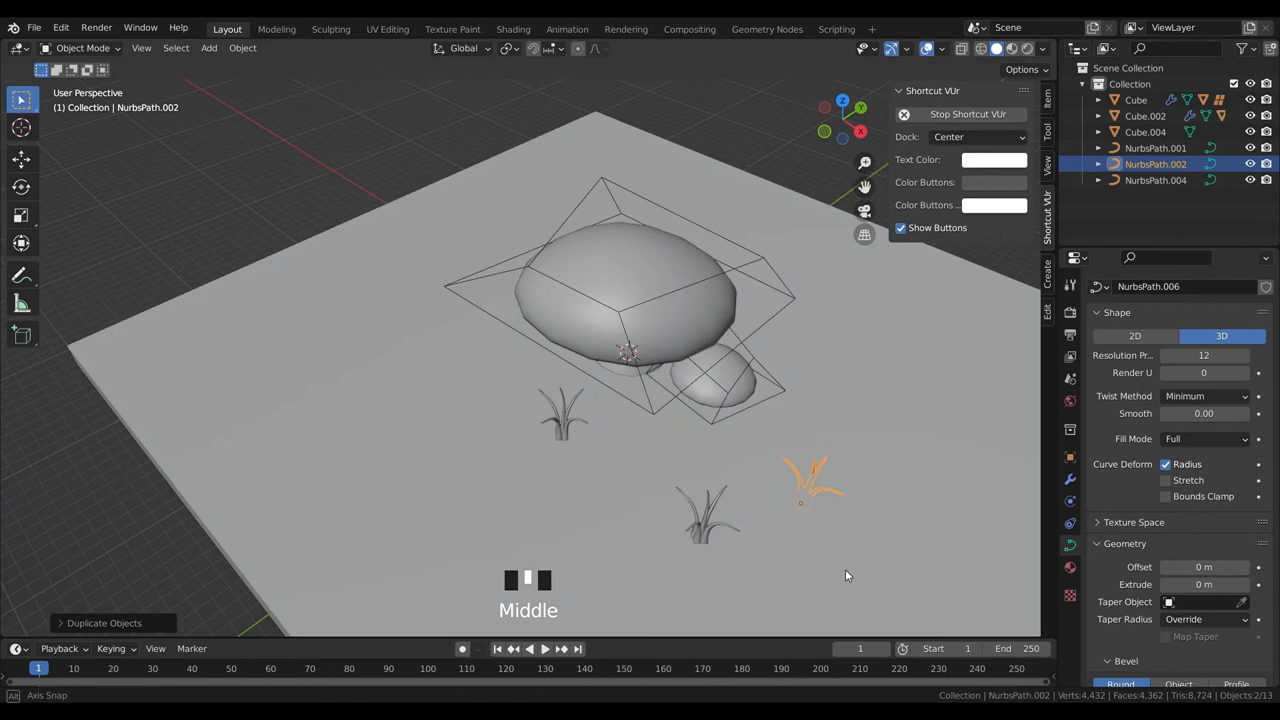 File Edit Render Window Help Layout Modeling Sculpting UV Editing Texture Paint Shading Animation Rendering Compositing Geometry Nodes Scripting + Scene ViewLayer
Object Mode View Select Add Object Global
Options
User Perspective
(1) Collection | NurbsPath.002
Z
Y
X
Shortcut VUr
Stop Shortcut VUr
Dock: Center
Text Color:
Color Buttons:
Color Buttons ..
Show Buttons
Item
Tool
View
Shortcut VUr
Create
Edit
Scene Collection
Collection
Cube
Cube.002
Cube.004
NurbsPath.001
NurbsPath.002
NurbsPath.004
NurbsPath.006
Shape
2D 3D
Resolution Pr... 12
Render U 0
Twist Method Minimum
Smooth 0.00
Fill Mode Full
Curve Deform Radius
Stretch
Bounds Clamp
Texture Space
Geometry
Offset 0 m
Extrude 0 m
Taper Object
Taper Radius Override
Map Taper
Bevel
Round Object Profile
Middle
Duplicate Objects
Playback Keying View Marker 1 Start 1 End 250
1 10 20 30 40 50 60 70 80 90 100 110 120 130 140 150 160 170 180 190 200 210 220 230 240 250
Alt Axis Snap Collection | NurbsPath.002 | Verts:4,432 | Faces:4,362 | Tris:8,724 | Objects:2/13